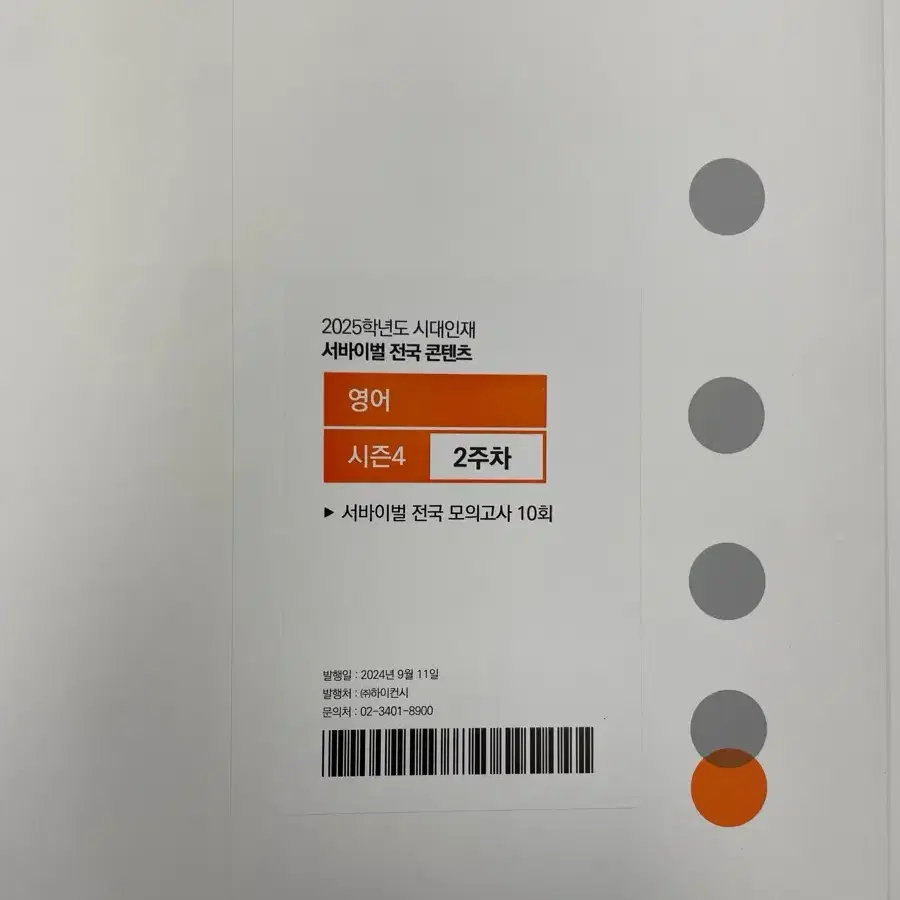 2025학년도 시대인재
서바이벌 전국 콘텐츠
영어
시즌4 2주차
▶ 서바이벌 전국 모의고사 10회
발행일 : 2024년 9월 11일
발행처 : ㈜하이컨시
문의처 : 02-3401-8900